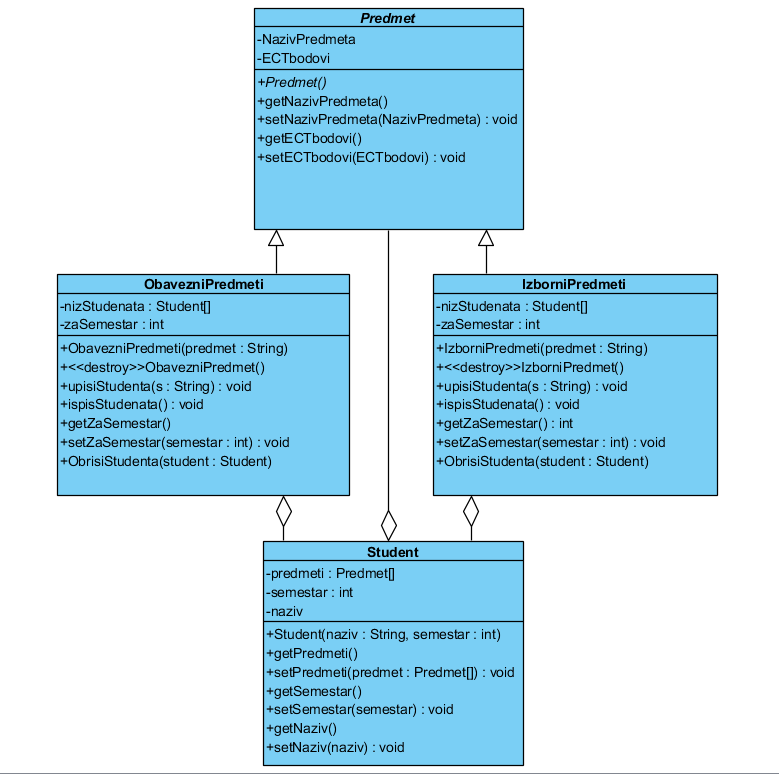 Predmet
-NazivPredmeta
-ECTbodovi
+Predmet()
+getNazivPredmeta()
+setNazivPredmeta(NazivPredmeta) : void
+getECTbodovi()
+setECTbodovi(ECTbodovi) : void
ObavezniPredmeti
-nizStudenata : Student[]
-zaSemestar : int
+ObavezniPredmeti(predmet : String)
+<<destroy>>ObavezniPredmet()
+upisiStudenta(s : String) : void
+ispisStudenata() : void
+getZaSemestar()
+setZaSemestar(semestar : int) : void
+ObrisiStudenta(student : Student)
IzborniPredmeti
-nizStudenata : Student[]
-zaSemestar : int
+IzborniPredmeti(predmet : String)
+<<destroy>>IzborniPredmet()
+upisiStudenta(s : String) : void
+ispisStudenata() : void
+getZaSemestar() : int
+setZaSemestar(semestar : int) : void
+ObrisiStudenta(student : Student)
Student
-predmeti : Predmet[]
-semestar : int
-naziv
+Student(naziv : String, semestar : int)
+getPredmeti()
+setPredmeti(predmet : Predmet[]) : void
+getSemestar()
+setSemestar(semestar) : void
+getNaziv()
+setNaziv(naziv) : void